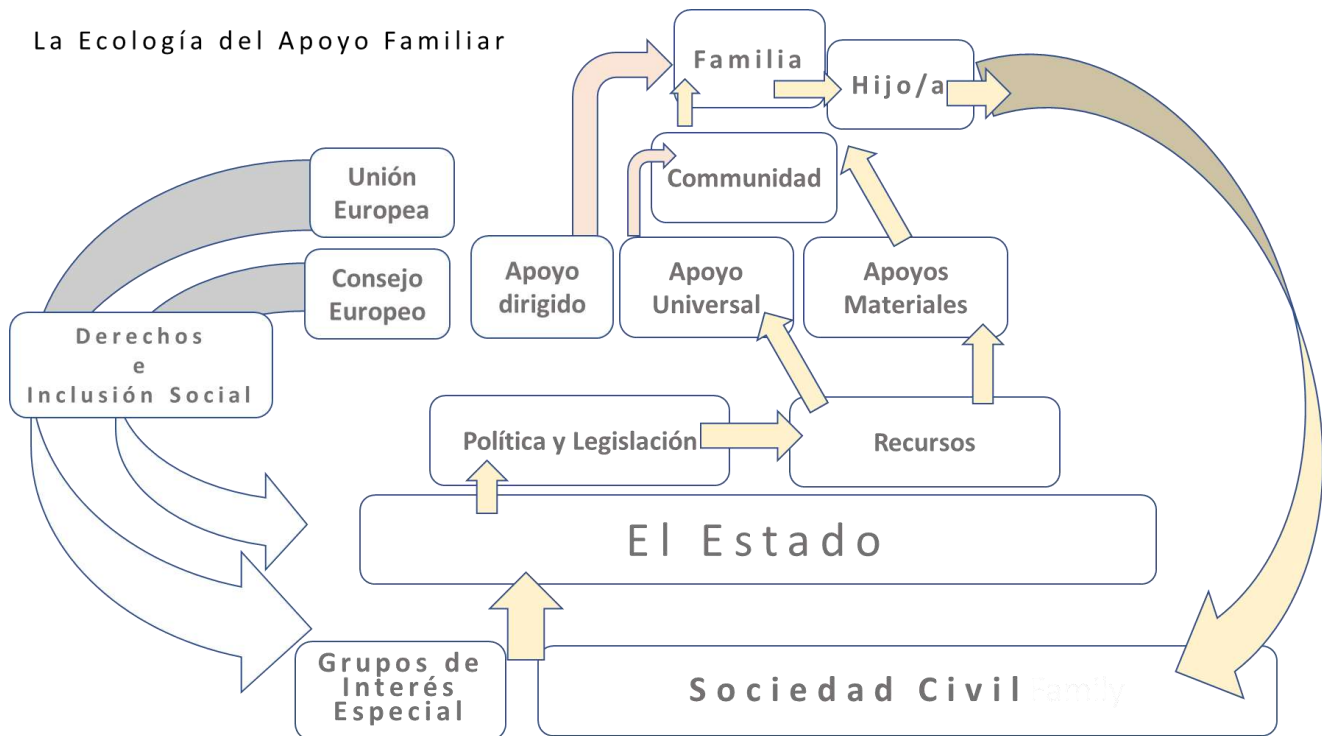 La Ecología del Apoyo Familiar
Familia
Hijo/a
Communidad
Unión
Europea
Consejo
Europeo
Apoyo
dirigido
Apoyo
Universal
Apoyos
Materiales
Derechos
e
Inclusión Social
Política y Legislación
Recursos
El Estado
Grupos de
Interés
Especial
Sociedad Civil Family